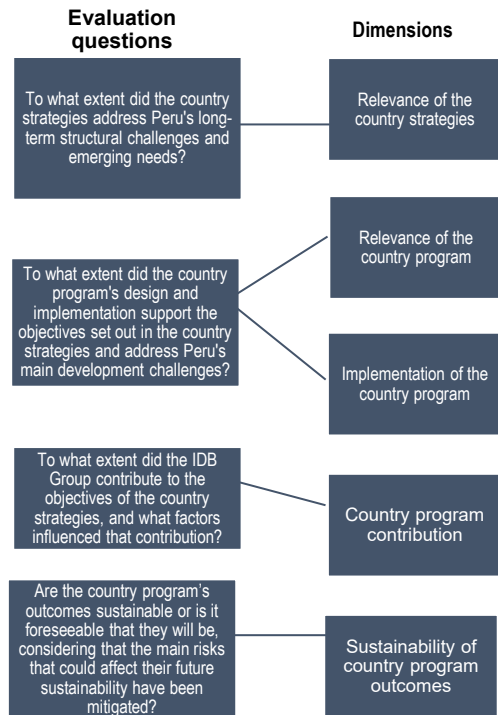 Evaluation
questions
Dimensions
To what extent did the country
strategies address Peru's long-
term structural challenges and
emerging needs?
Relevance of the
country strategies
To what extent did the country
program's design and
implementation support the
objectives set out in the country
strategies and address Peru's
main development challenges?
Relevance of the
country program
Implementation of the
country program
To what extent did the IDB
Group contribute to the
objectives of the country
strategies, and what factors
influenced that contribution?
Country program
contribution
Are the country program's
outcomes sustainable or is it
foreseeable that they will be,
considering that the main risks
that could affect their future
sustainability have been
mitigated?
Sustainability of
country program
outcomes